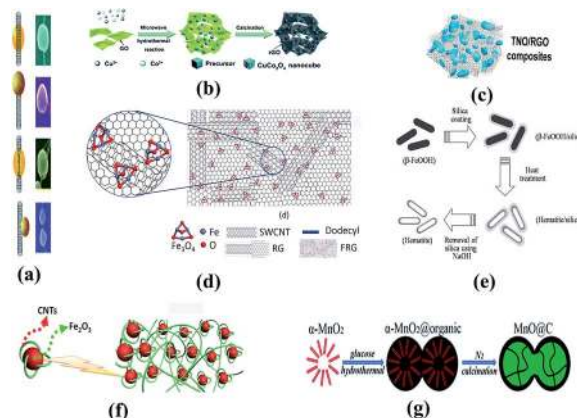 (a)
GO
Microwave
hydrothermal
reaction
Calcination
rGO
Cu²⁺
Co²⁺
Precursor
CuCo₂O₄ nanocube
(b)
TNO/RGO
composites
(c)
(d)
Fe
SWCNT
Dodecyl
Fe₃O₄
O
RG
FRG
(d)
Silica
coating
(β-FeOOH)
(β-FeOOH/silica
Heat
treatment
(Hematite)
Removal of
silica using
NaOH
(Hematite/silica
(e)
CNTs
Fe₂O₃
(f)
α-MnO₂
α-MnO₂@organic
MnO@C
glucose
hydrothermal
N₂
calcination
(g)